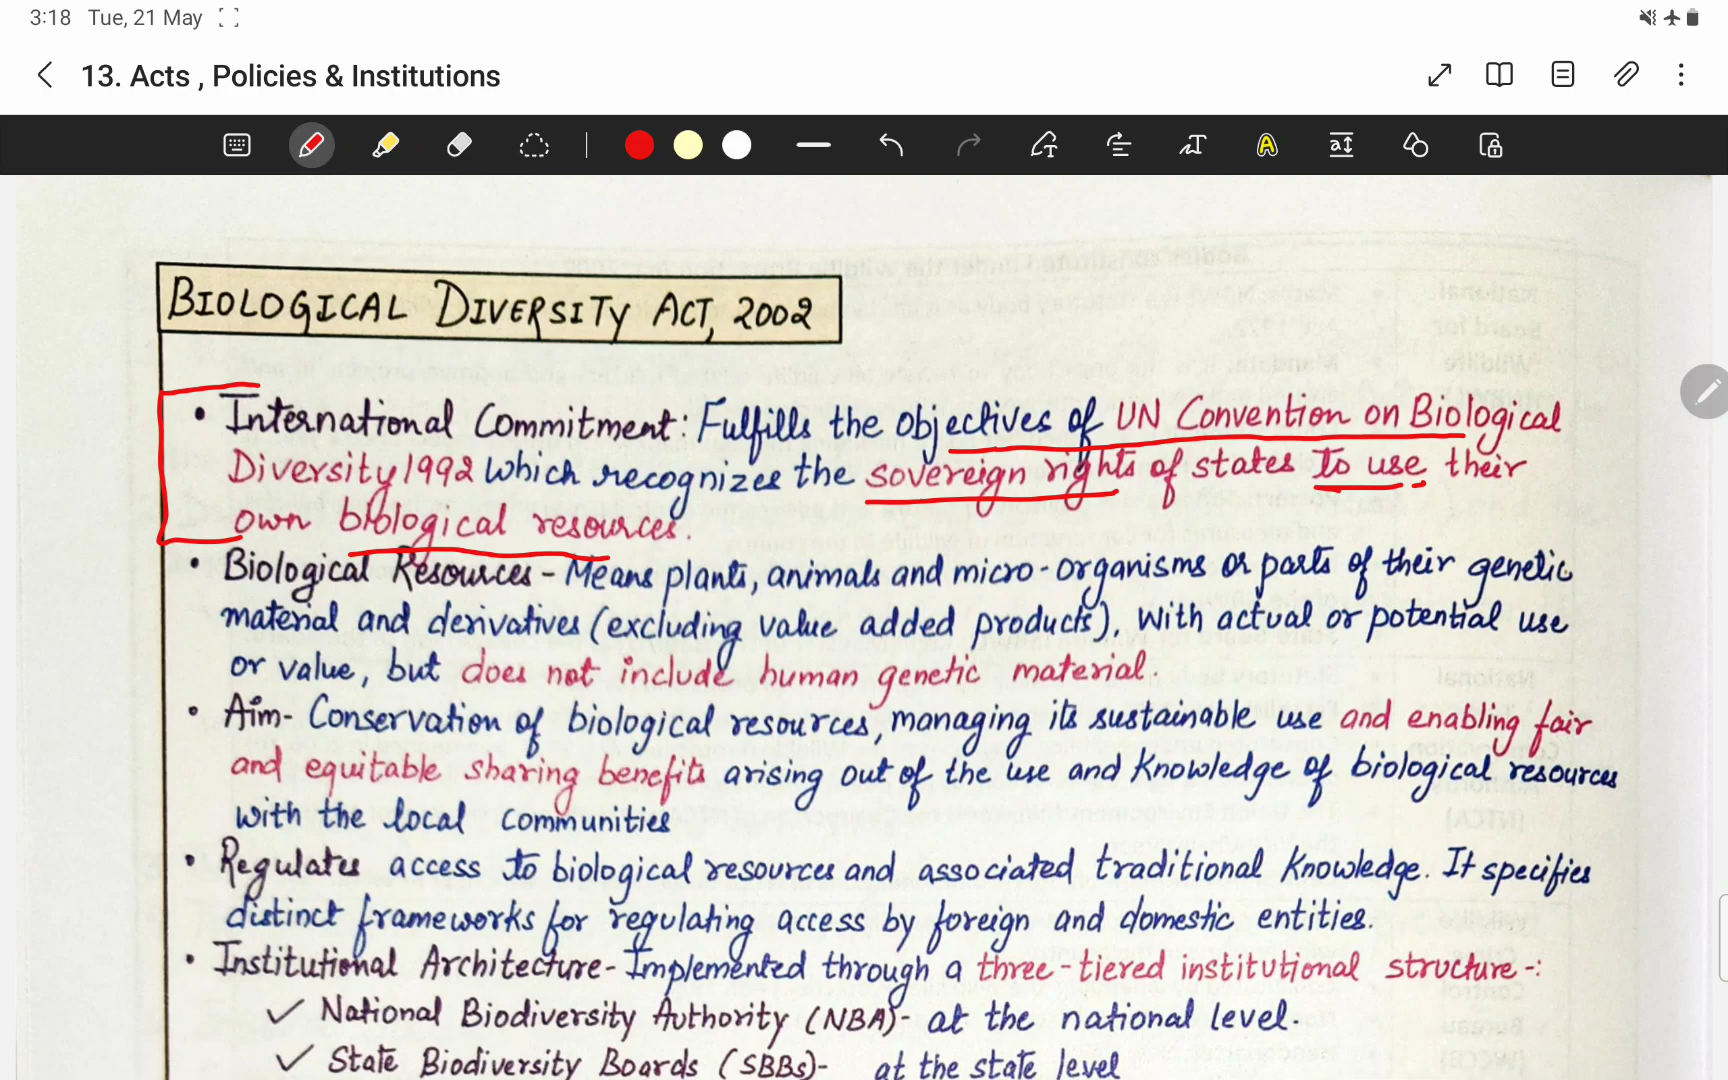 3:18 Tue, 21 May
13. Acts , Policies & Institutions
BIOLOGICAL DIVERSITY ACT, 2002
• International Commitment: Fulfills the objectives of UN Convention on Biological
Diversity 1992 which recognizes the sovereign rights of states to use their
own biological resources.
• Biological Resources - Means plants, animals and micro-organisms or parts of their genetic
material and derivatives (excluding value added products), with actual or potential use
or value, but does not include human genetic material.
• Aim- Conservation of biological resources, managing its sustainable use and enabling fair
and equitable sharing benefits arising out of the use and knowledge of biological resources
with the local communities
• Regulates access to biological resources and associated traditional knowledge. It specifies
distinct frameworks for regulating access by foreign and domestic entities.
• Institutional Architecture- Implemented through a three-tiered institutional structure-:
✓ National Biodiversity Authority (NBA)- at the national level.
✓ State Biodiversity Boards (SBBs)- at the state level